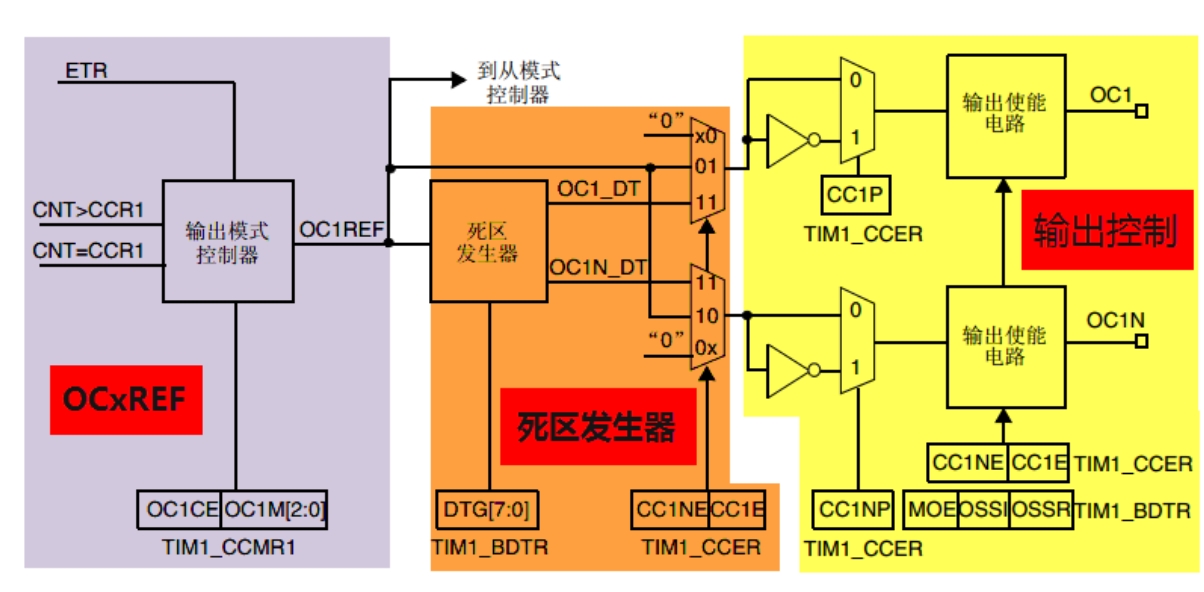 ETR
CNT>CCR1
CNT=CCR1
输出模式
控制器
OC1REF
OCxREF
OC1CE OC1M[2:0]
TIM1_CCMR1
到从模式
控制器
死区
发生器
OC1_DT
OC1N_DT
“0”
x0
01
11
11
10
“0”
0x
死区发生器
DTG[7:0]
TIM1_BDTR
CC1NE CC1E
TIM1_CCER
0
1
CC1P
TIM1_CCER
输出使能
电路
OC1
输出控制
0
1
输出使能
电路
OC1N
CC1NP
TIM1_CCER
CC1NE CC1E TIM1_CCER
MOE OSSI OSSR TIM1_BDTR